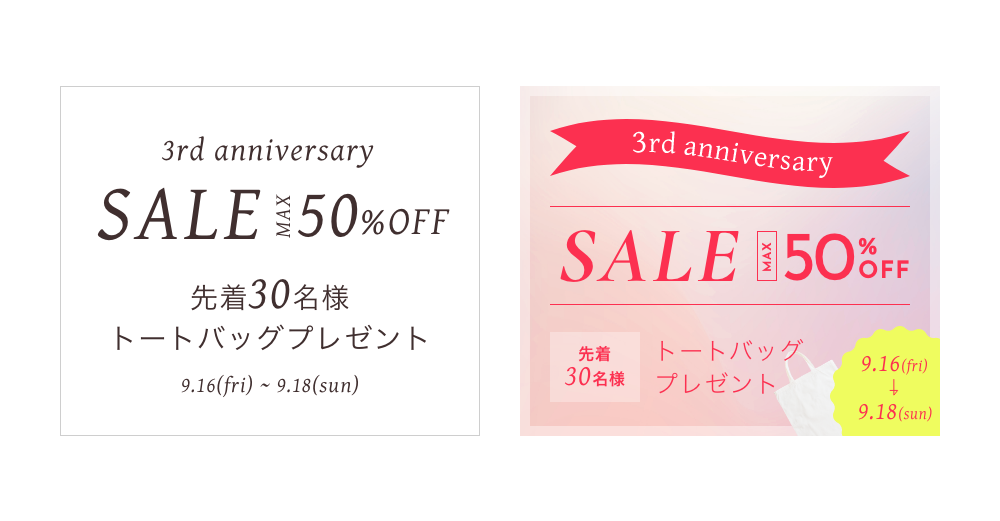 3rd anniversary
SALE MAX 50%OFF
先着30名様
トートバッグプレゼント
9.16(fri) ~ 9.18(sun)
3rd anniversary
SALE MAX 50%OFF
先着
30名様
トートバッグ
プレゼント
9.16(fri)
↓
9.18(sun)